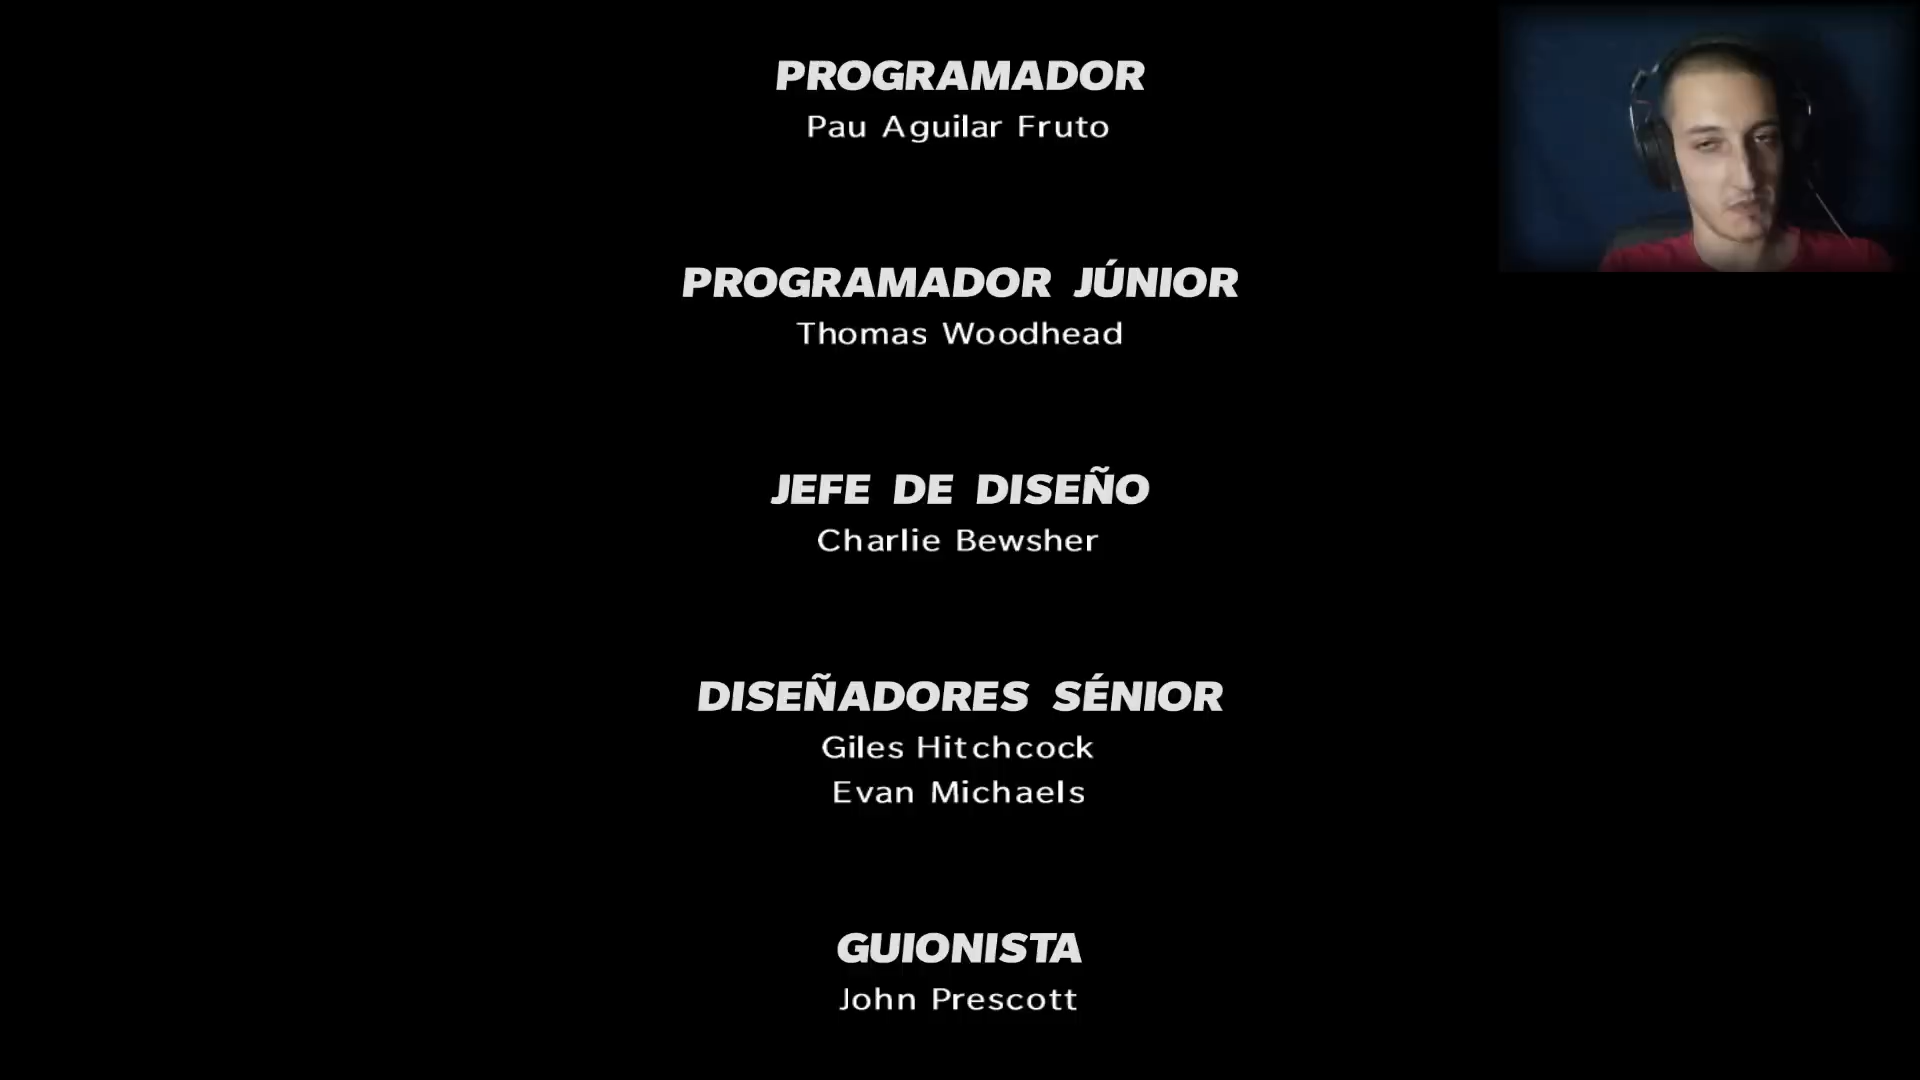 PROGRAMADOR
Pau Aguilar Fruto
PROGRAMADOR JÚNIOR
Thomas Woodhead
JEFE DE DISEÑO
Charlie Bewsher
DISEÑADORES SÉNIOR
Giles Hitchcock
Evan Michaels
GUIONISTA
John Prescott